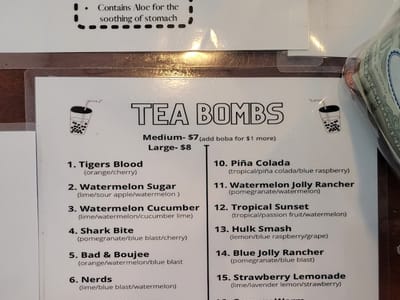 • Contains Aloe for the
soothing of stomach
TEA BOMBS
Medium- $7(add boba for $1 more)
Large- $8
1. Tigers Blood
(orange/cherry)
2. Watermelon Sugar
(lime/sour apple/watermelon )
3. Watermelon Cucumber
(lime/watermelon/cucumber lime)
4. Shark Bite
(pomegranate/blue blast/cherry)
5. Bad & Boujee
(orange/watermelon/blue blast
6. Nerds
(lime/blue blast/watermelon)
10. Piña Colada
(tropical/piña colada/blue raspberry)
11. Watermelon Jolly Rancher
(pomegranate/watermelon)
12. Tropical Sunset
(tropical/passion fruit/watermelon)
13. Hulk Smash
(lemon/blue raspberry/grape)
14. Blue Jolly Rancher
(pomegranate/blue blast)
15. Strawberry Lemonade
(lime/lavender lemon/strawberry)